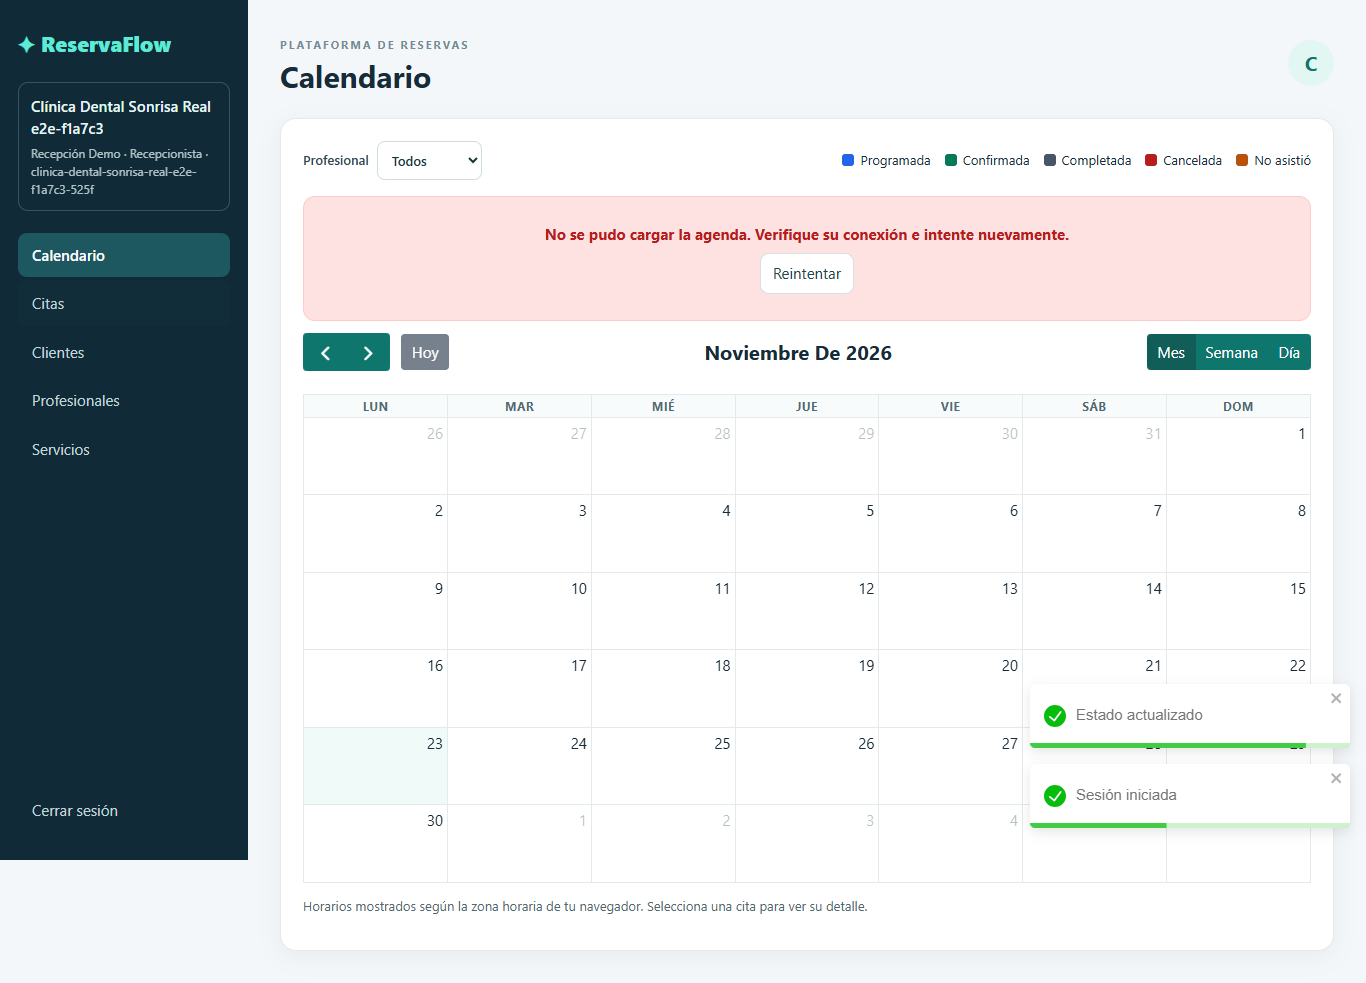 ✦ ReservaFlow
Clínica Dental Sonrisa Real
e2e-f1a7c3
Recepción Demo · Recepcionista ·
clinica-dental-sonrisa-real-e2e-
f1a7c3-525f
Calendario
Citas
Clientes
Profesionales
Servicios
Cerrar sesión
PLATAFORMA DE RESERVAS
Calendario
C
Profesional Todos
Programada Confirmada Completada Cancelada No asistió
No se pudo cargar la agenda. Verifique su conexión e intente nuevamente.
Reintentar
Hoy
Noviembre De 2026
Mes Semana Día
LUN MAR MIÉ JUE VIE SÁB DOM
26 27 28 29 30 31 1
2 3 4 5 6 7 8
9 10 11 12 13 14 15
16 17 18 19 20 21 22
23 24 25 26 27
30 1 2 3 4
Estado actualizado
Sesión iniciada
Horarios mostrados según la zona horaria de tu navegador. Selecciona una cita para ver su detalle.